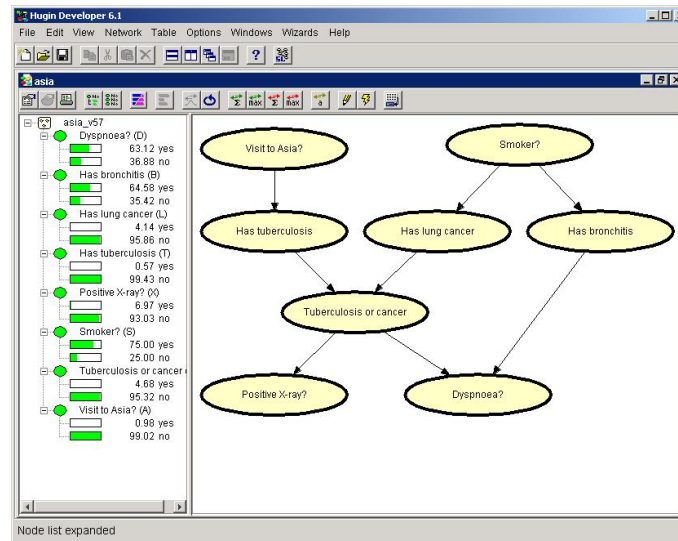 Hugin Developer 6.1
File Edit View Network Table Options Windows Wizards Help
asia
Σ max Σ max a
asia_v57
Dyspnoea? (D)
63.12 yes
36.88 no
Has bronchitis (B)
64.58 yes
35.42 no
Has lung cancer (L)
4.14 yes
95.86 no
Has tuberculosis (T)
0.57 yes
99.43 no
Positive X-ray? (X)
6.97 yes
93.03 no
Smoker? (S)
75.00 yes
25.00 no
Tuberculosis or cancer
4.68 yes
95.32 no
Visit to Asia? (A)
0.98 yes
99.02 no
Visit to Asia?
Smoker?
Has tuberculosis
Has lung cancer
Has bronchitis
Tuberculosis or cancer
Positive X-ray?
Dyspnoea?
Node list expanded